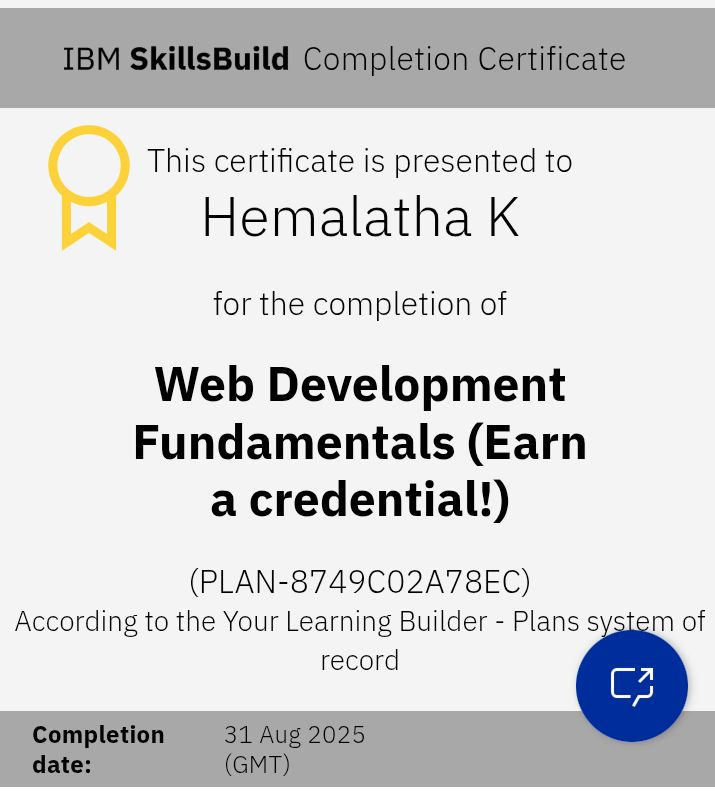 IBM SkillsBuild Completion Certificate
This certificate is presented to
Hemalatha K
for the completion of
Web Development
Fundamentals (Earn
a credential!)
(PLAN-8749C02A78EC)
According to the Your Learning Builder - Plans system of
record
Completion 31 Aug 2025
date: (GMT)